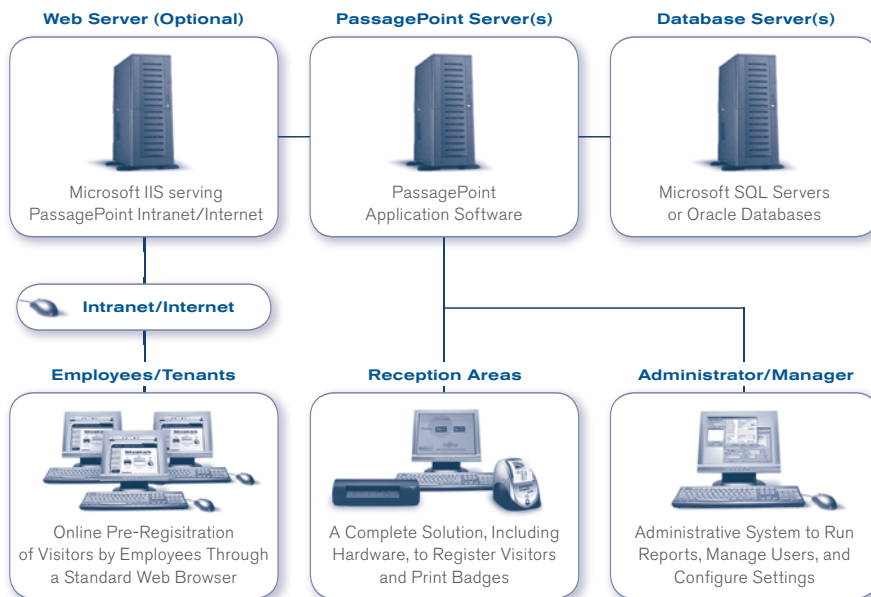 Web Server (Optional)
PassagePoint Server(s)
Database Server(s)
Microsoft IIS serving
PassagePoint Intranet/Internet
PassagePoint
Application Software
Microsoft SQL Servers
or Oracle Databases
Intranet/Internet
Employees/Tenants
Reception Areas
Administrator/Manager
Online Pre-Regisitration
of Visitors by Employees Through
a Standard Web Browser
A Complete Solution, Including
Hardware, to Register Visitors
and Print Badges
Administrative System to Run
Reports, Manage Users, and
Configure Settings